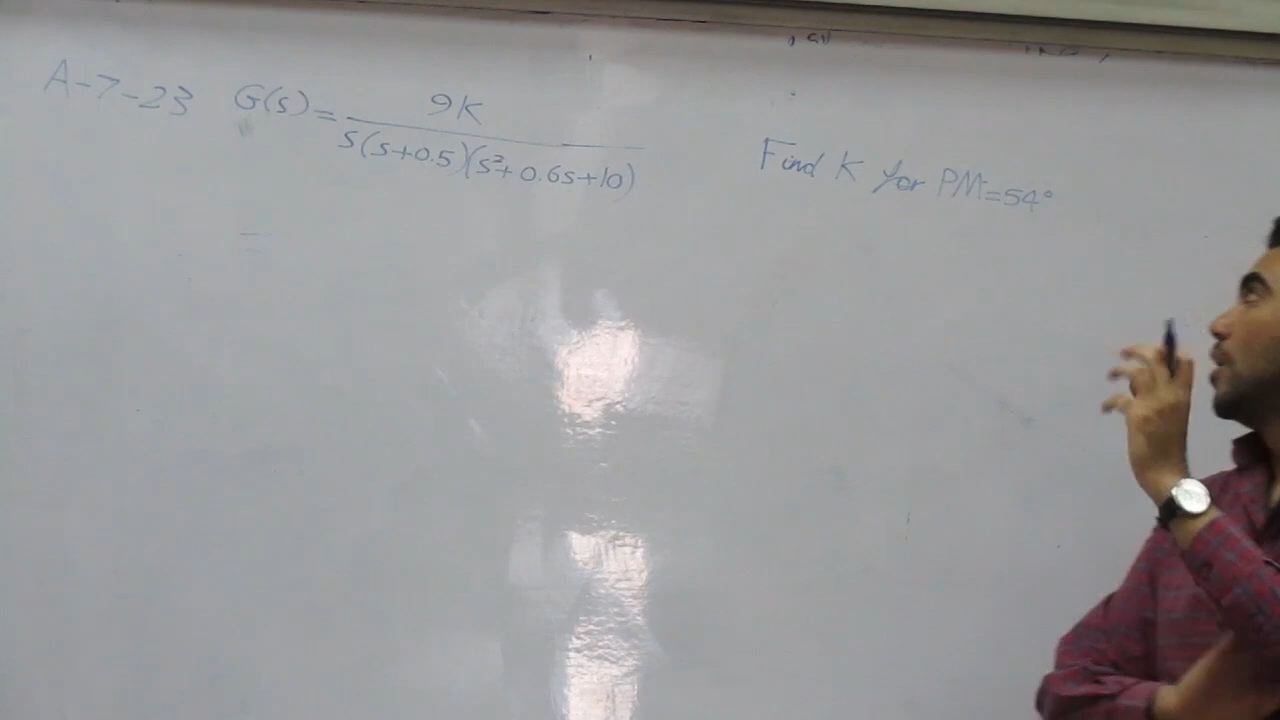 A-7-23 G(s) = 9K / s(s+0.5)(s²+0.6s+10)
Find K for PM=54°